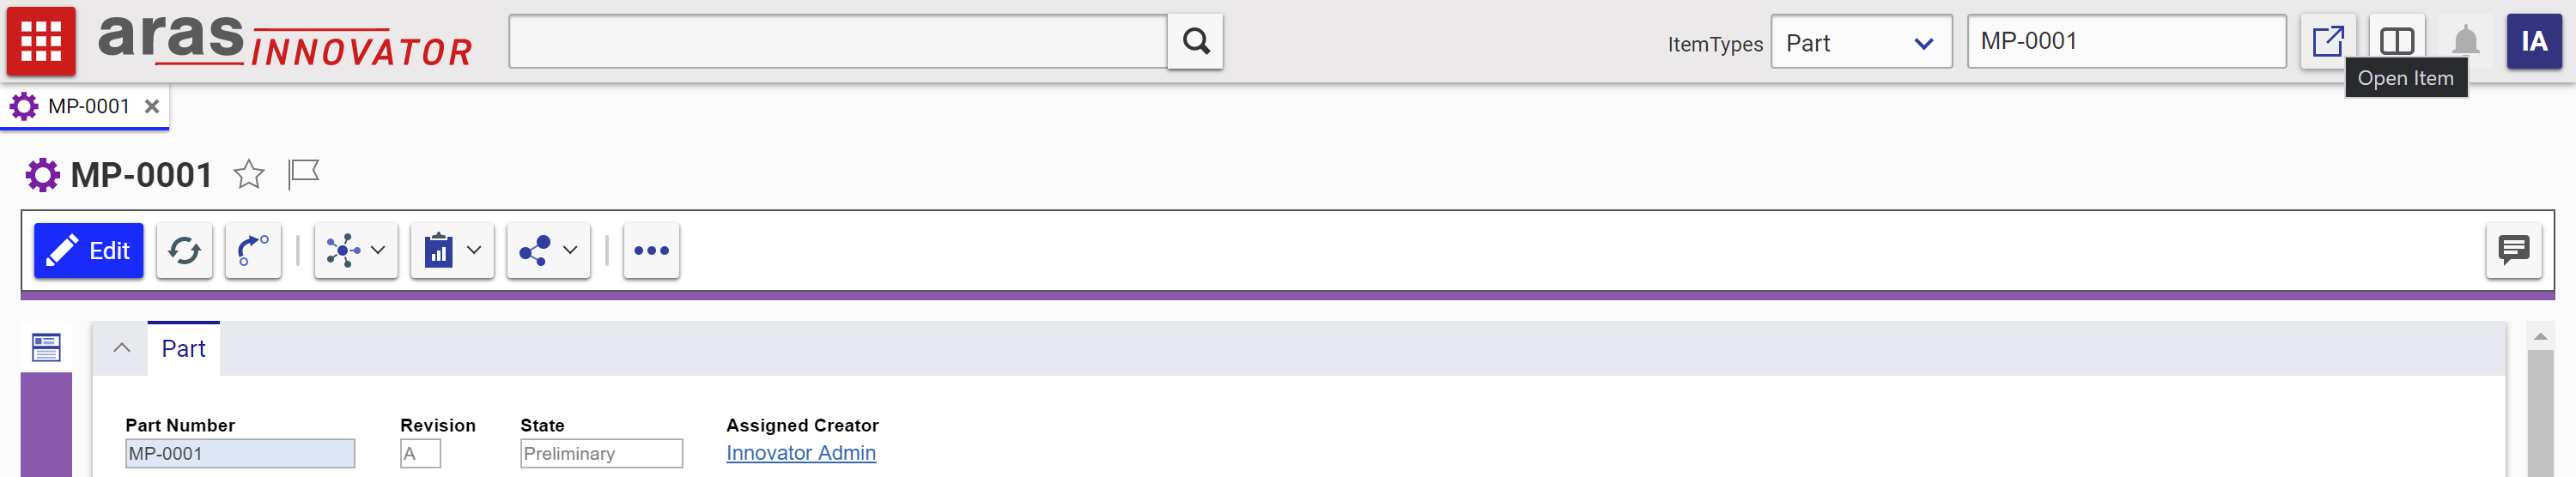 aras INNOVATOR
ItemTypes Part MP-0001 IA
Open Item
MP-0001
MP-0001
Edit
Part
Part Number Revision State Assigned Creator
MP-0001 A Preliminary Innovator Admin